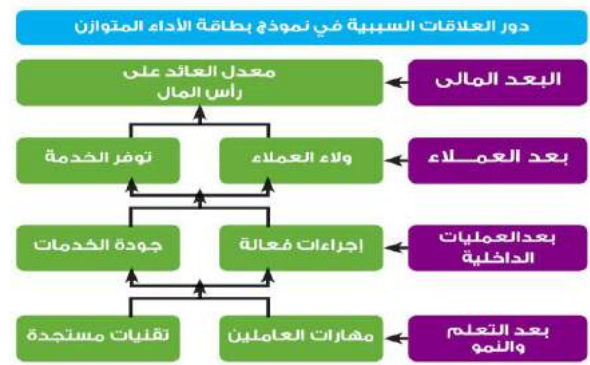 دور العلاقات السببية في نموذج بطاقة الأداء المتوازن
البعد المالى
معدل العائد على
رأس المال
بعد العمـــلاء
ولاء العملاء
توفر الخدمة
بعدالعمليات
الداخلية
إجراءات فعالة
جودة الخدمات
بعد التعلم
والنمو
مهارات العاملين
تقنيات مستجدة